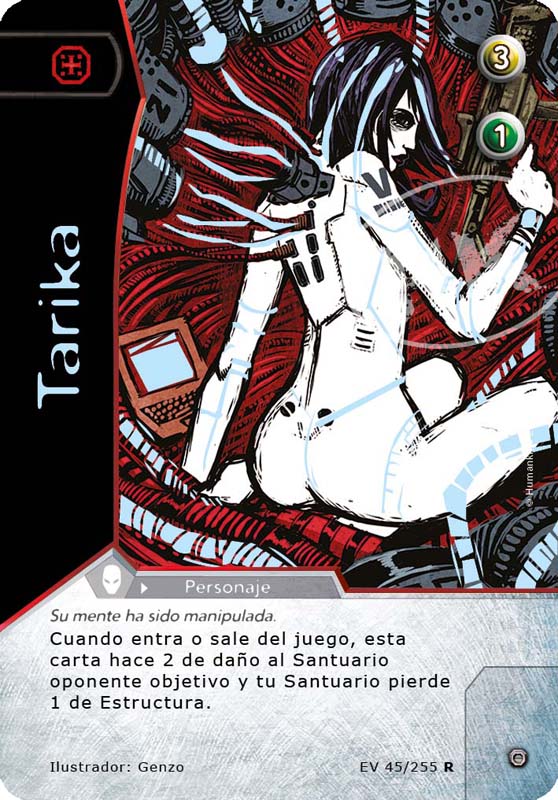 3
1
21
V
Tarika
Personaje
Su mente ha sido manipulada.
Cuando entra o sale del juego, esta
carta hace 2 de daño al Santuario
oponente objetivo y tu Santuario pierde
1 de Estructura.
Ilustrador: Genzo
EV 45/255 R